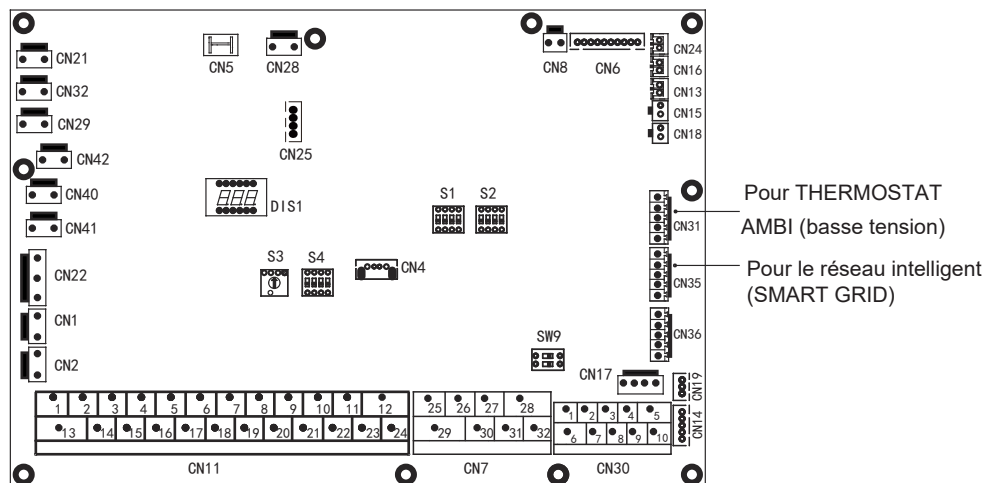 CN21
CN32
CN29
CN42
CN40
CN41
CN22
CN1
CN2
CN5
CN28
CN25
DIS1
S3
S4
CN4
S1
S2
CN8
CN6
CN24
CN16
CN13
CN15
CN18
CN31
CN35
CN36
Pour THERMOSTAT
AMBI (basse tension)
Pour le réseau intelligent
(SMART GRID)
SW9
CN17
CN19
CN14
1 2 3 4 5 6 7 8 9 10 11 12
13 14 15 16 17 18 19 20 21 22 23 24
CN11
25 26 27 28
29 30 31 32
CN7
1 2 3 4 5
6 7 8 9 10
CN30